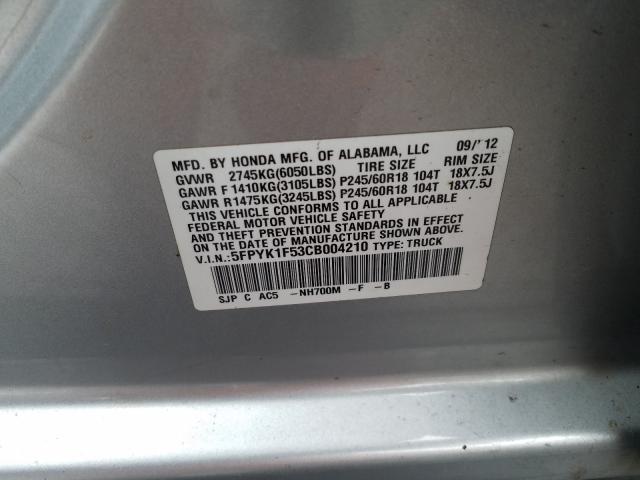 MFD. BY HONDA MFG. OF ALABAMA, LLC 09/'12
GVWR 2745KG(6050LBS) TIRE SIZE RIM SIZE
GAWR F 1410KG(3105LBS) P245/60R18 104T 18X7.5J
GAWR R1475KG(3245LBS) P245/60R18 104T 18X7.5J
THIS VEHICLE CONFORMS TO ALL APPLICABLE
FEDERAL MOTOR VEHICLE SAFETY
AND THEFT PREVENTION STANDARDS IN EFFECT
ON THE DATE OF MANUFACTURE SHOWN ABOVE.
V.I.N.:5FPYK1F53CB004210 TYPE: TRUCK
SJP C AC5 -NH700M -F -B